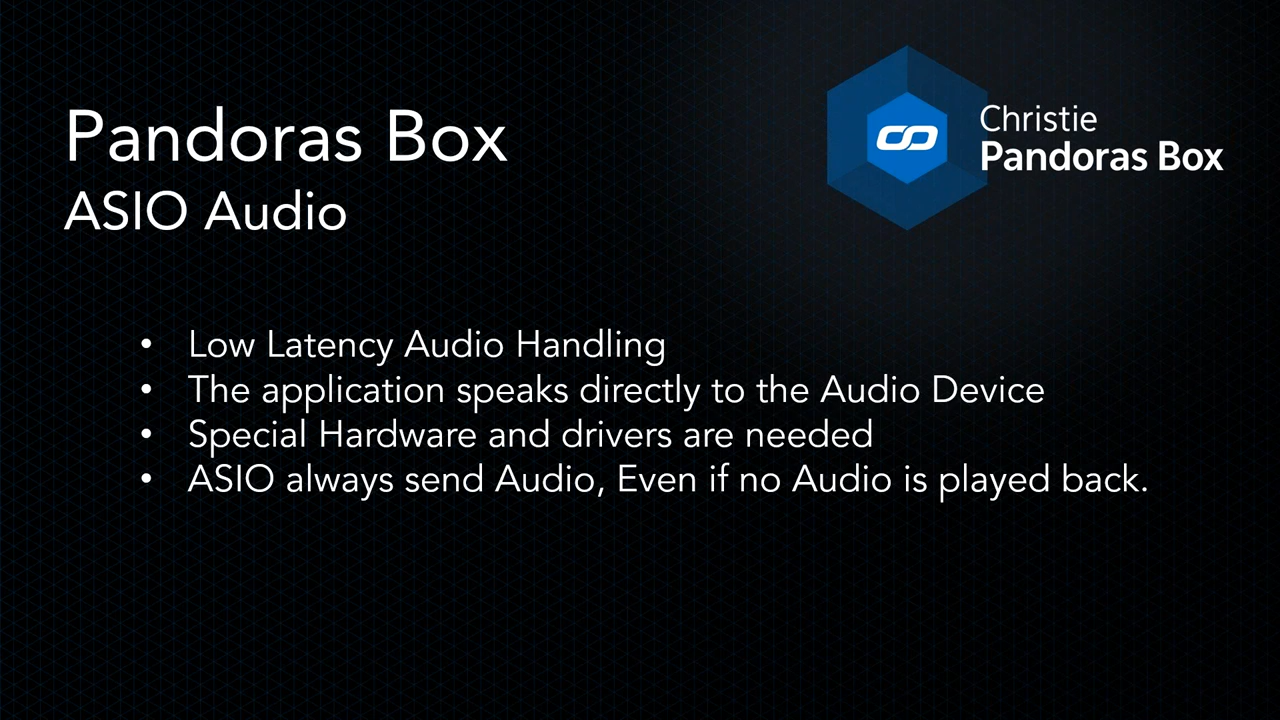 Pandoras Box
ASIO Audio
Christie
Pandoras Box
• Low Latency Audio Handling
• The application speaks directly to the Audio Device
• Special Hardware and drivers are needed
• ASIO always send Audio, Even if no Audio is played back.